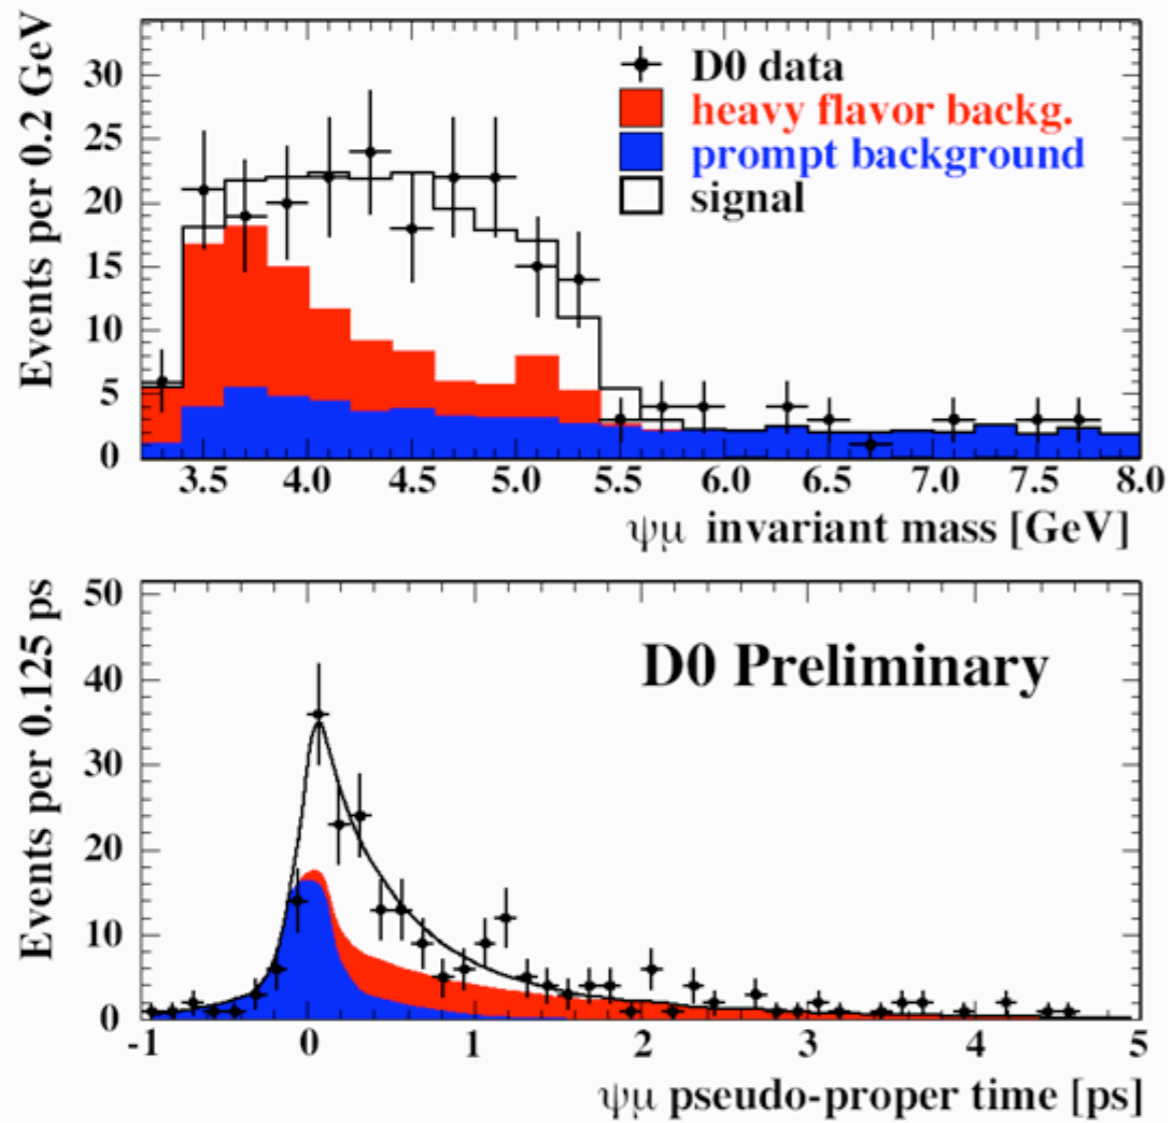 Events per 0.2 GeV
30
25
20
15
10
5
0
D0 data
heavy flavor backg.
prompt background
signal
3.5 4.0 4.5 5.0 5.5 6.0 6.5 7.0 7.5 8.0
ψμ invariant mass [GeV]
Events per 0.125 ps
50
40
30
20
10
0
D0 Preliminary
-1 0 1 2 3 4 5
ψμ pseudo-proper time [ps]